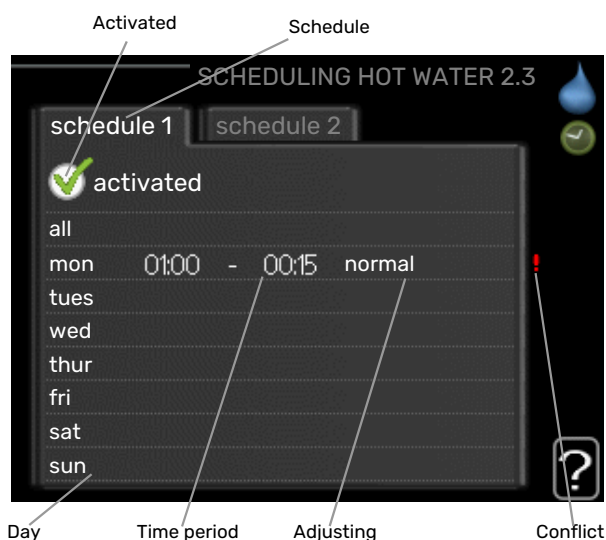 Activated
Schedule
SCHEDULING HOT WATER 2.3
schedule 1
schedule 2
activated
all
mon 01:00 - 00:15 normal !
tues
wed
thur
fri
sat
sun
?
Day
Time period
Adjusting
Conflict